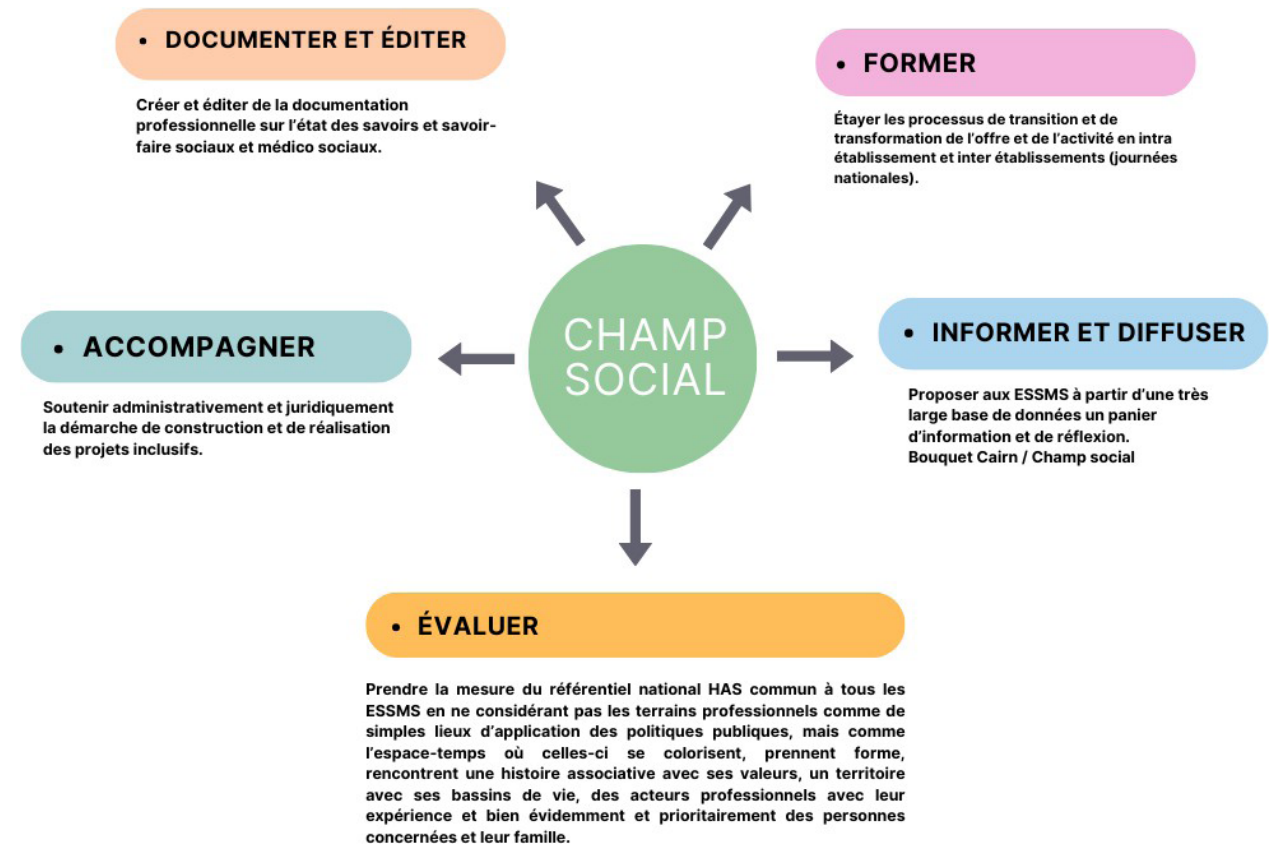 • DOCUMENTER ET ÉDITER
Créer et éditer de la documentation
professionnelle sur l'état des savoirs et savoir-
faire sociaux et médico sociaux.
• FORMER
Étayer les processus de transition et de
transformation de l'offre et de l'activité en intra
établissement et inter établissements (journées
nationales).
• ACCOMPAGNER
Soutenir administrativement et juridiquement
la démarche de construction et de réalisation
des projets inclusifs.
CHAMP
SOCIAL
• INFORMER ET DIFFUSER
Proposer aux ESSMS à partir d'une très
large base de données un panier
d'information et de réflexion.
Bouquet Cairn / Champ social
• ÉVALUER
Prendre la mesure du référentiel national HAS commun à tous les
ESSMS en ne considérant pas les terrains professionnels comme de
simples lieux d'application des politiques publiques, mais comme
l'espace-temps où celles-ci se colorisent, prennent forme,
rencontrent une histoire associative avec ses valeurs, un territoire
avec ses bassins de vie, des acteurs professionnels avec leur
expérience et bien évidemment et prioritairement des personnes
concernées et leur famille.